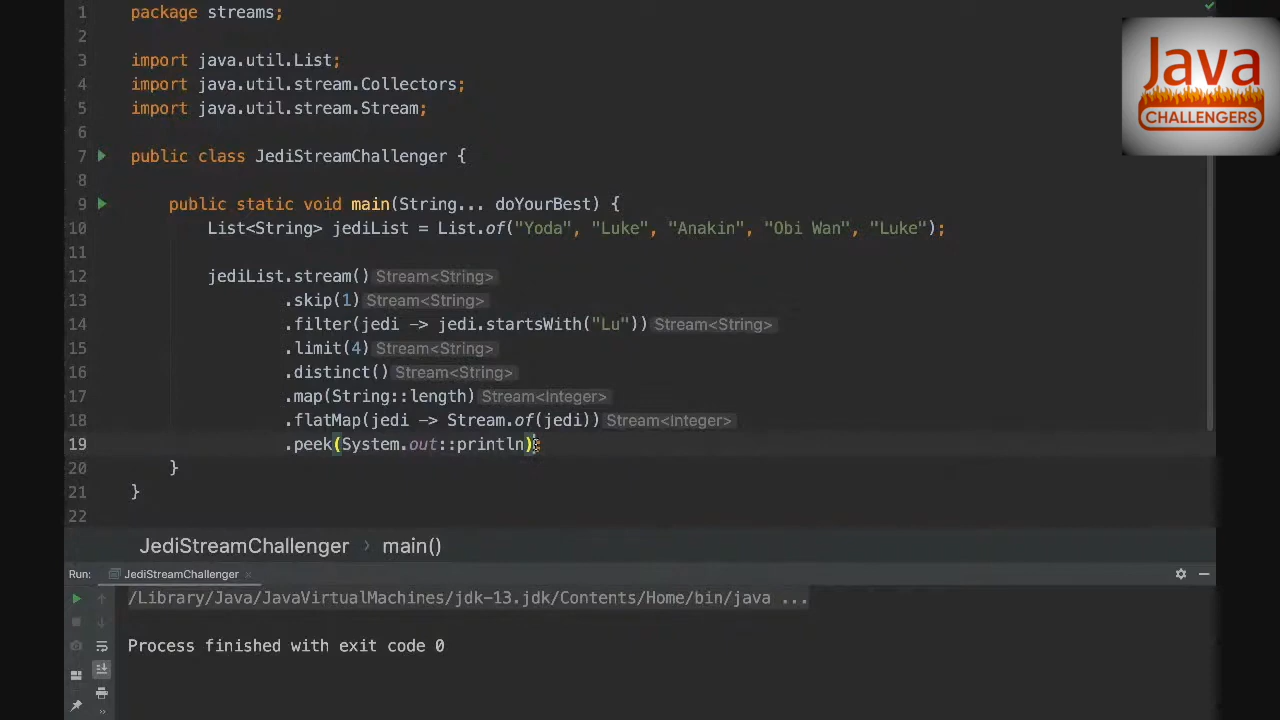 Java
CHALLENGERS
1 package streams;
2
3 import java.util.List;
4 import java.util.stream.Collectors;
5 import java.util.stream.Stream;
6
7 public class JediStreamChallenger {
8
9 public static void main(String... doYourBest) {
10 List<String> jediList = List.of("Yoda", "Luke", "Anakin", "Obi Wan", "Luke");
11
12 jediList.stream() Stream<String>
13 .skip(1) Stream<String>
14 .filter(jedi -> jedi.startsWith("Lu")) Stream<String>
15 .limit(4) Stream<String>
16 .distinct() Stream<String>
17 .map(String::length) Stream<Integer>
18 .flatMap(jedi -> Stream.of(jedi)) Stream<Integer>
19 .peek(System.out::println);
20 }
21 }
22
JediStreamChallenger > main()
Run: JediStreamChallenger ×
/Library/Java/JavaVirtualMachines/jdk-13.jdk/Contents/Home/bin/java ...
Process finished with exit code 0